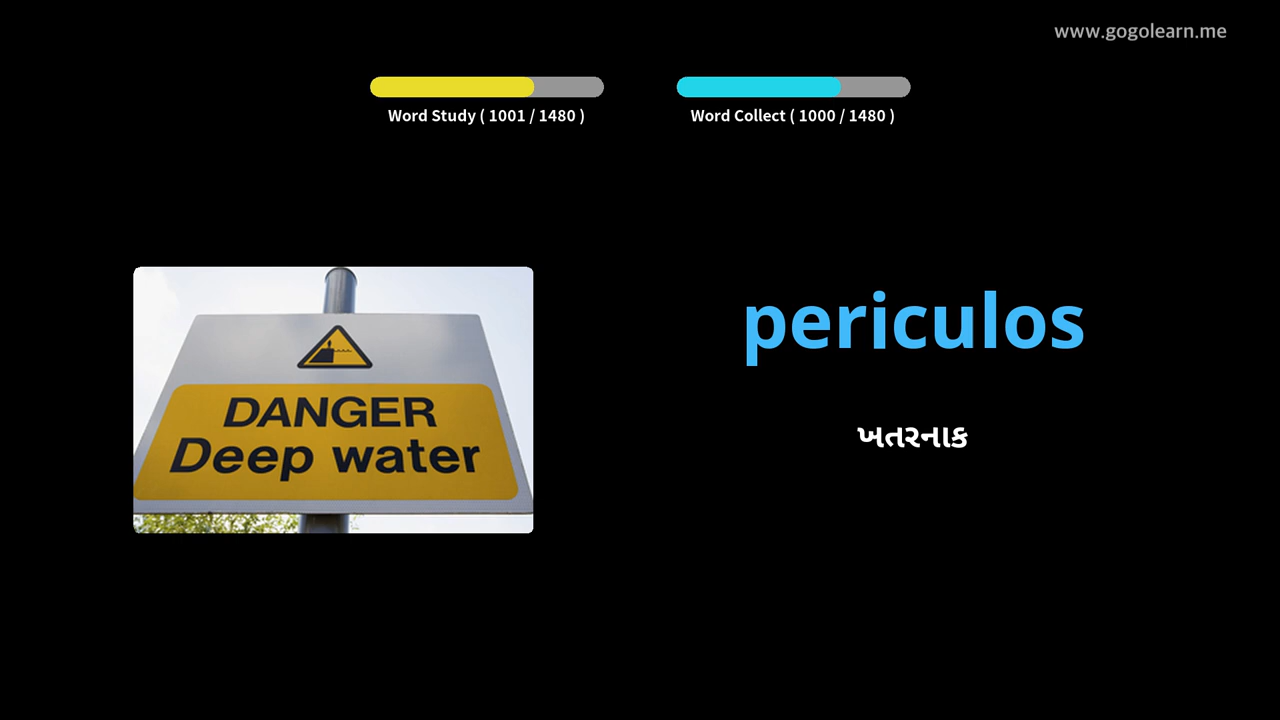 www.gogolearn.me
Word Study ( 1001 / 1480 )
Word Collect ( 1000 / 1480 )
DANGER
Deep water
periculos
ખતરનાક